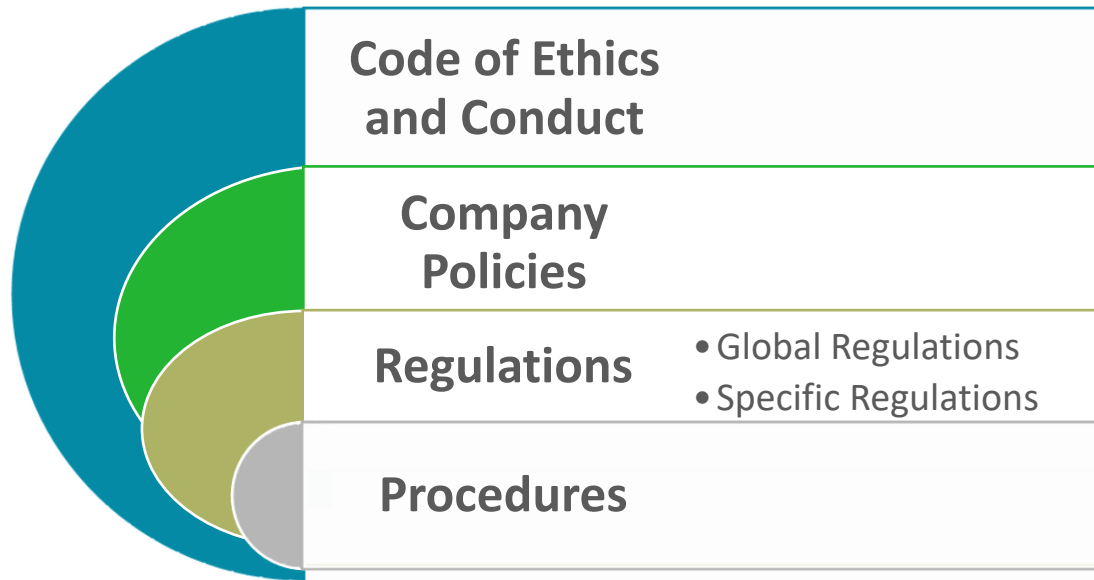 Code of Ethics
and Conduct
Company
Policies
Regulations
• Global Regulations
• Specific Regulations
Procedures